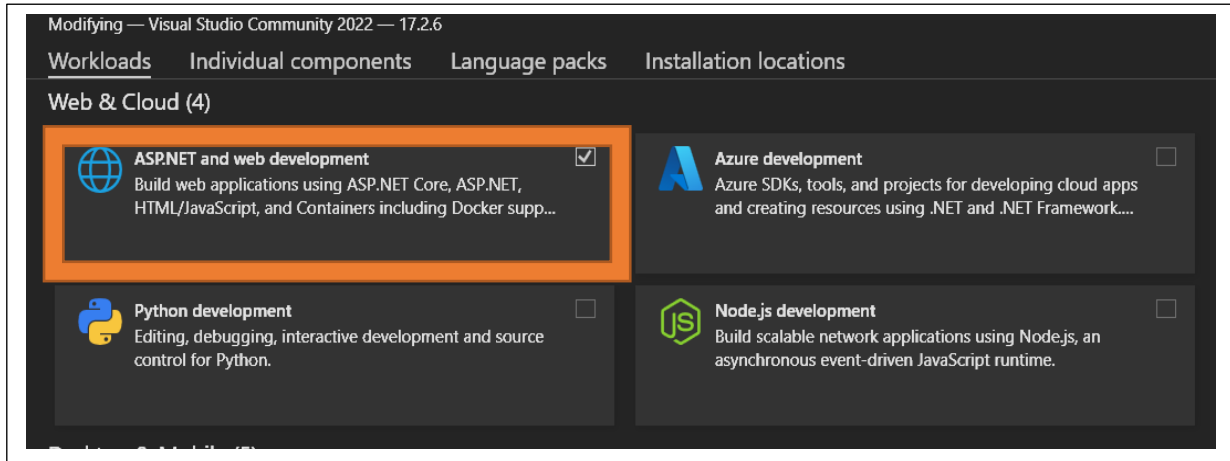 Modifying — Visual Studio Community 2022 — 17.2.6
Workloads Individual components Language packs Installation locations
Web & Cloud (4)
ASP.NET and web development
Build web applications using ASP.NET Core, ASP.NET,
HTML/JavaScript, and Containers including Docker supp...
Azure development
Azure SDKs, tools, and projects for developing cloud apps
and creating resources using .NET and .NET Framework....
Python development
Editing, debugging, interactive development and source
control for Python.
Node.js development
Build scalable network applications using Node.js, an
asynchronous event-driven JavaScript runtime.
JS